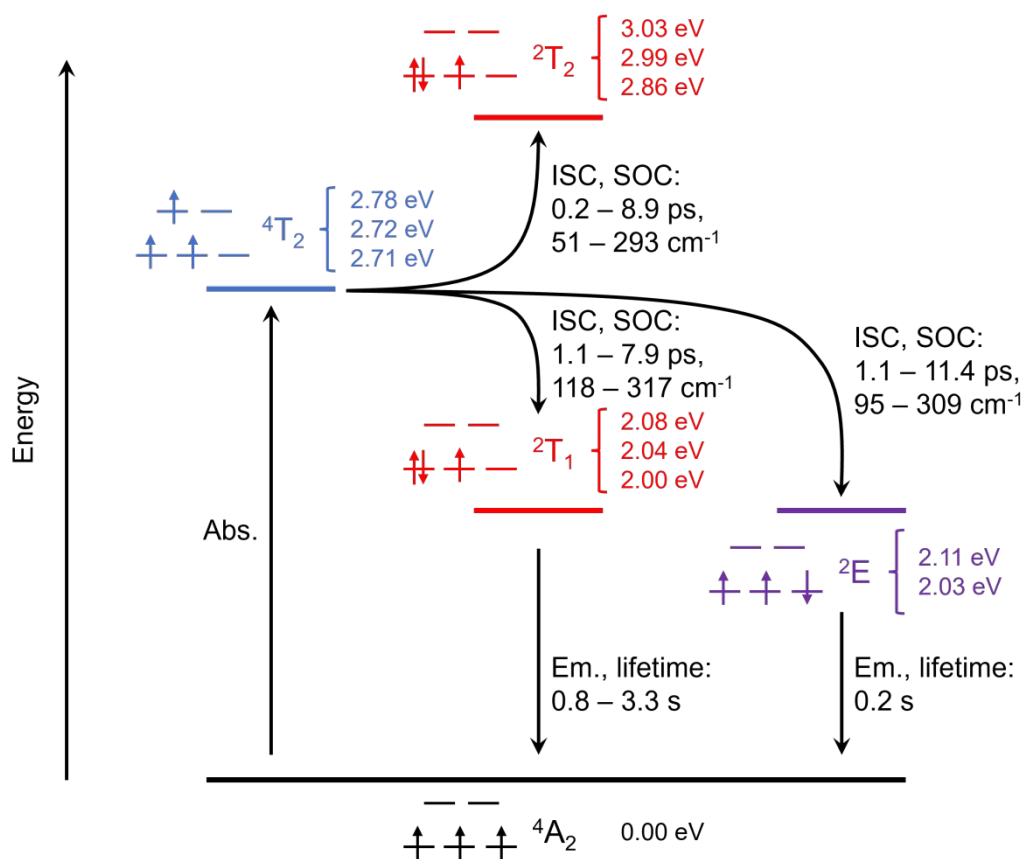 3.03 eV
²T₂
2.99 eV
2.86 eV
ISC, SOC:
0.2 – 8.9 ps,
51 – 293 cm⁻¹
2.78 eV
⁴T₂
2.72 eV
2.71 eV
ISC, SOC:
1.1 – 7.9 ps,
118 – 317 cm⁻¹
ISC, SOC:
1.1 – 11.4 ps,
95 – 309 cm⁻¹
Energy
2.08 eV
²T₁
2.04 eV
2.00 eV
Abs.
²E
2.11 eV
2.03 eV
Em., lifetime:
0.8 – 3.3 s
Em., lifetime:
0.2 s
⁴A₂ 0.00 eV